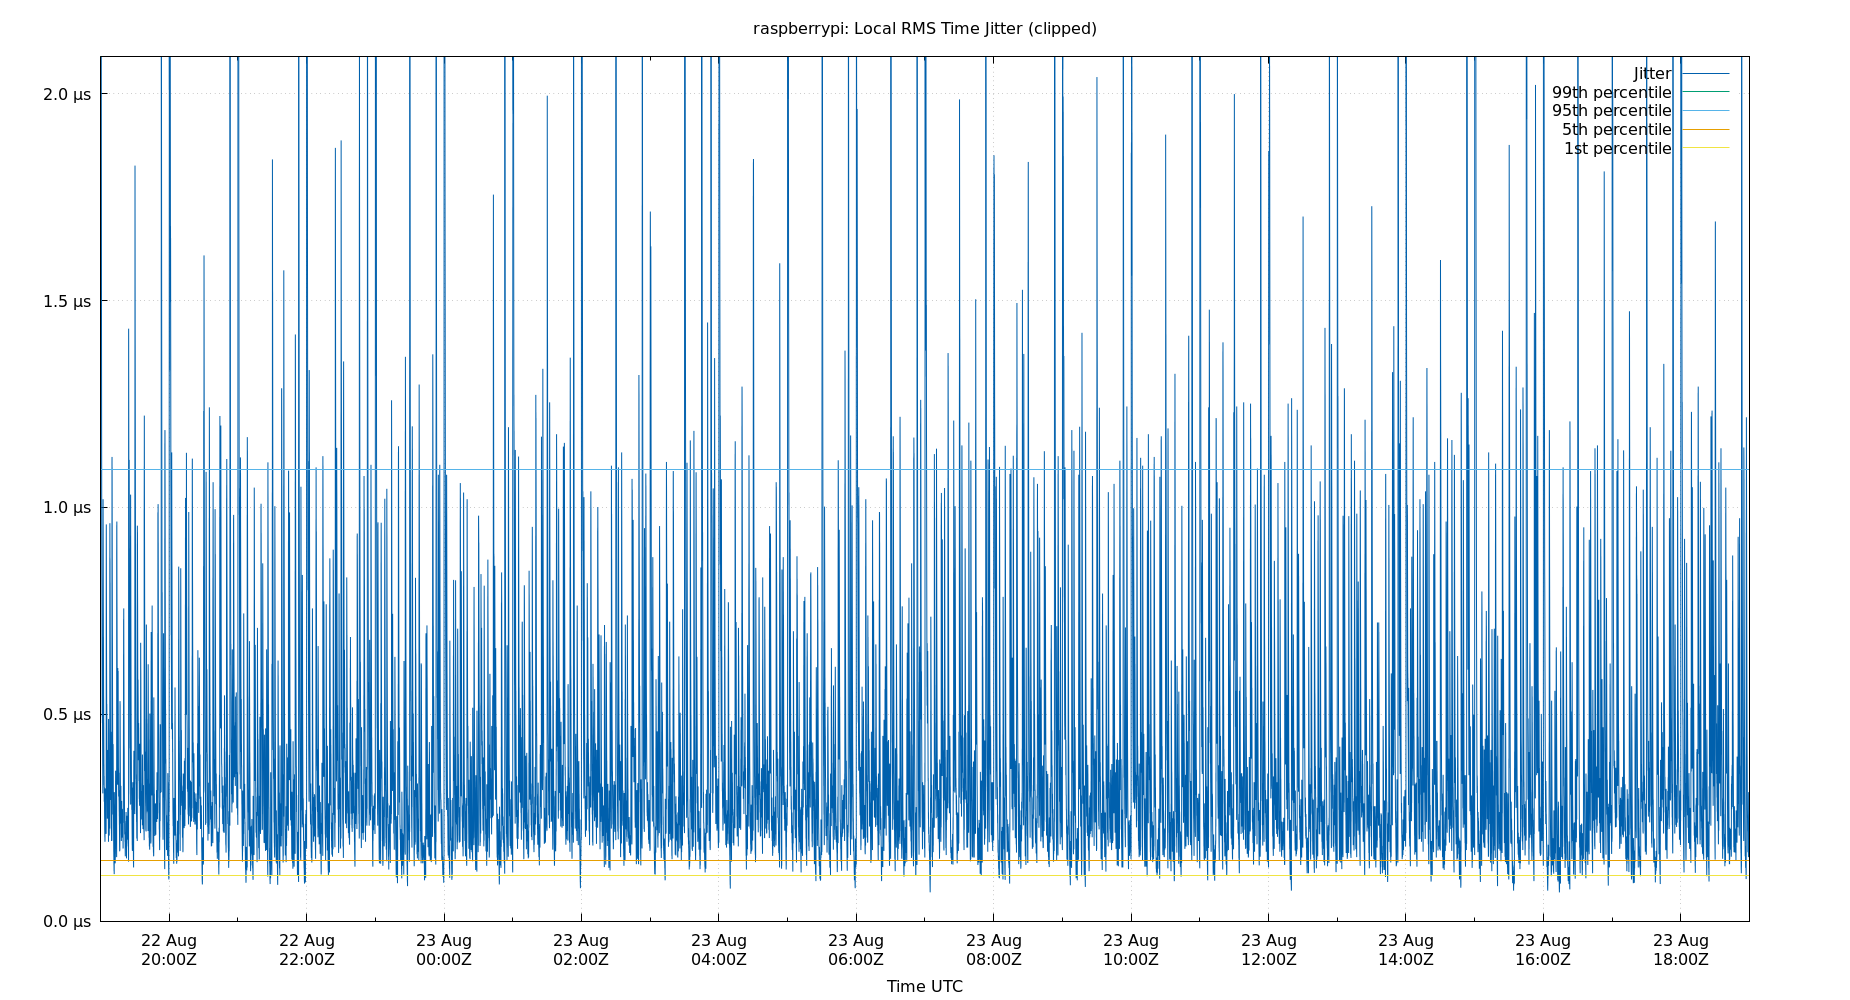 raspberrypi: Local RMS Time Jitter (clipped)
Jitter
99th percentile
95th percentile
5th percentile
1st percentile
2.0 µs
1.5 µs
1.0 µs
0.5 µs
0.0 µs
22 Aug 22 Aug 23 Aug 23 Aug 23 Aug 23 Aug 23 Aug 23 Aug 23 Aug 23 Aug 23 Aug 23 Aug
20:00Z 22:00Z 00:00Z 02:00Z 04:00Z 06:00Z 08:00Z 10:00Z 12:00Z 14:00Z 16:00Z 18:00Z
Time UTC